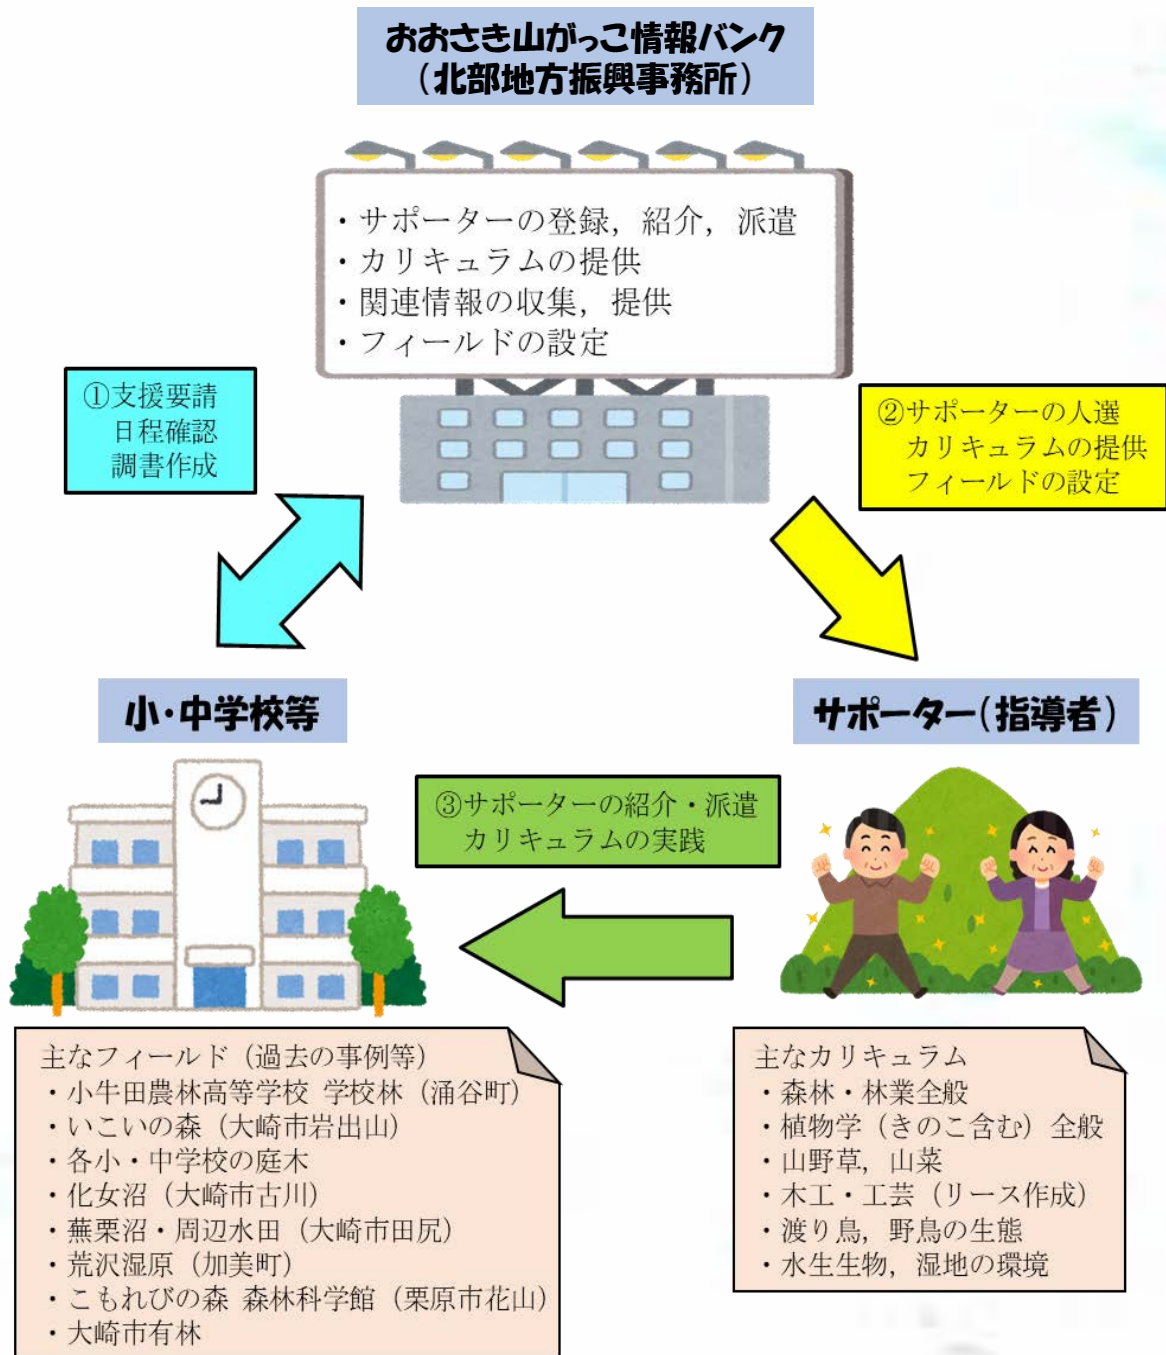 おおさき山がっこ情報バンク
（北部地方振興事務所）
・サポーターの登録，紹介，派遣
・カリキュラムの提供
・関連情報の収集，提供
・フィールドの設定
①支援要請
日程確認
調書作成
②サポーターの人選
カリキュラムの提供
フィールドの設定
小・中学校等
サポーター（指導者）
③サポーターの紹介・派遣
カリキュラムの実践
主なフィールド（過去の事例等）
・小牛田農林高等学校 学校林（涌谷町）
・いこいの森（大崎市岩出山）
・各小・中学校の庭木
・化女沼（大崎市古川）
・蕪栗沼・周辺水田（大崎市田尻）
・荒沢湿原（加美町）
・こもれびの森 森林科学館（栗原市花山）
・大崎市有林
主なカリキュラム
・森林・林業全般
・植物学（きのこ含む）全般
・山野草，山菜
・木工・工芸（リース作成）
・渡り鳥，野鳥の生態
・水生生物，湿地の環境